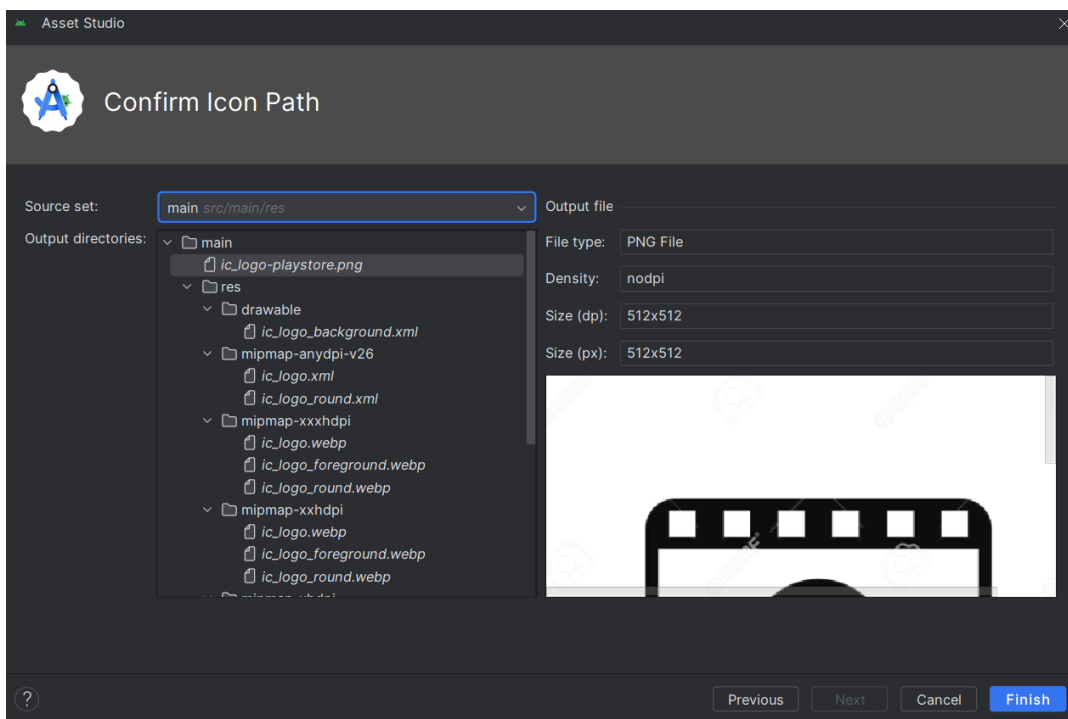 Asset Studio
Confirm Icon Path
Source set:
main src/main/res
Output directories:
main
ic_logo-playstore.png
res
drawable
ic_logo_background.xml
mipmap-anydpi-v26
ic_logo.xml
ic_logo_round.xml
mipmap-xxxhdpi
ic_logo.webp
ic_logo_foreground.webp
ic_logo_round.webp
mipmap-xxhdpi
ic_logo.webp
ic_logo_foreground.webp
ic_logo_round.webp
Output file
File type: PNG File
Density: nodpi
Size (dp): 512x512
Size (px): 512x512
?
Previous
Next
Cancel
Finish